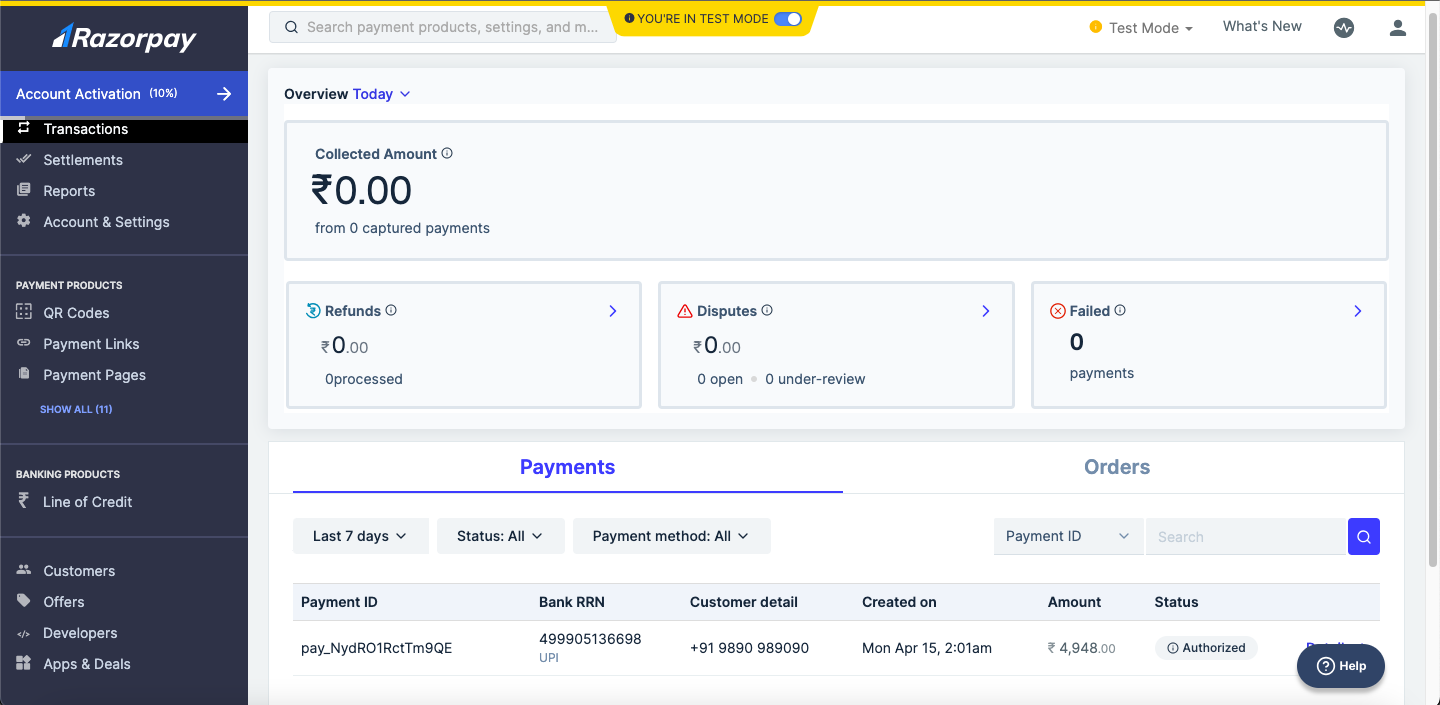 Razorpay
Account Activation (10%)
Transactions
Settlements
Reports
Account & Settings
PAYMENT PRODUCTS
QR Codes
Payment Links
Payment Pages
SHOW ALL (11)
BANKING PRODUCTS
Line of Credit
Customers
Offers
Developers
Apps & Deals
Search payment products, settings, and m...
YOU'RE IN TEST MODE
Test Mode
What's New
Overview Today
Collected Amount
₹0.00
from 0 captured payments
Refunds
₹0.00
0processed
Disputes
₹0.00
0 open 0 under-review
Failed
0
payments
Payments Orders
Last 7 days Status: All Payment method: All Payment ID Search
Payment ID Bank RRN Customer detail Created on Amount Status
pay_NydRO1RctTm9QE 499905136698 +91 9890 989090 Mon Apr 15, 2:01am ₹ 4,948.00 Authorized
UPI
Help